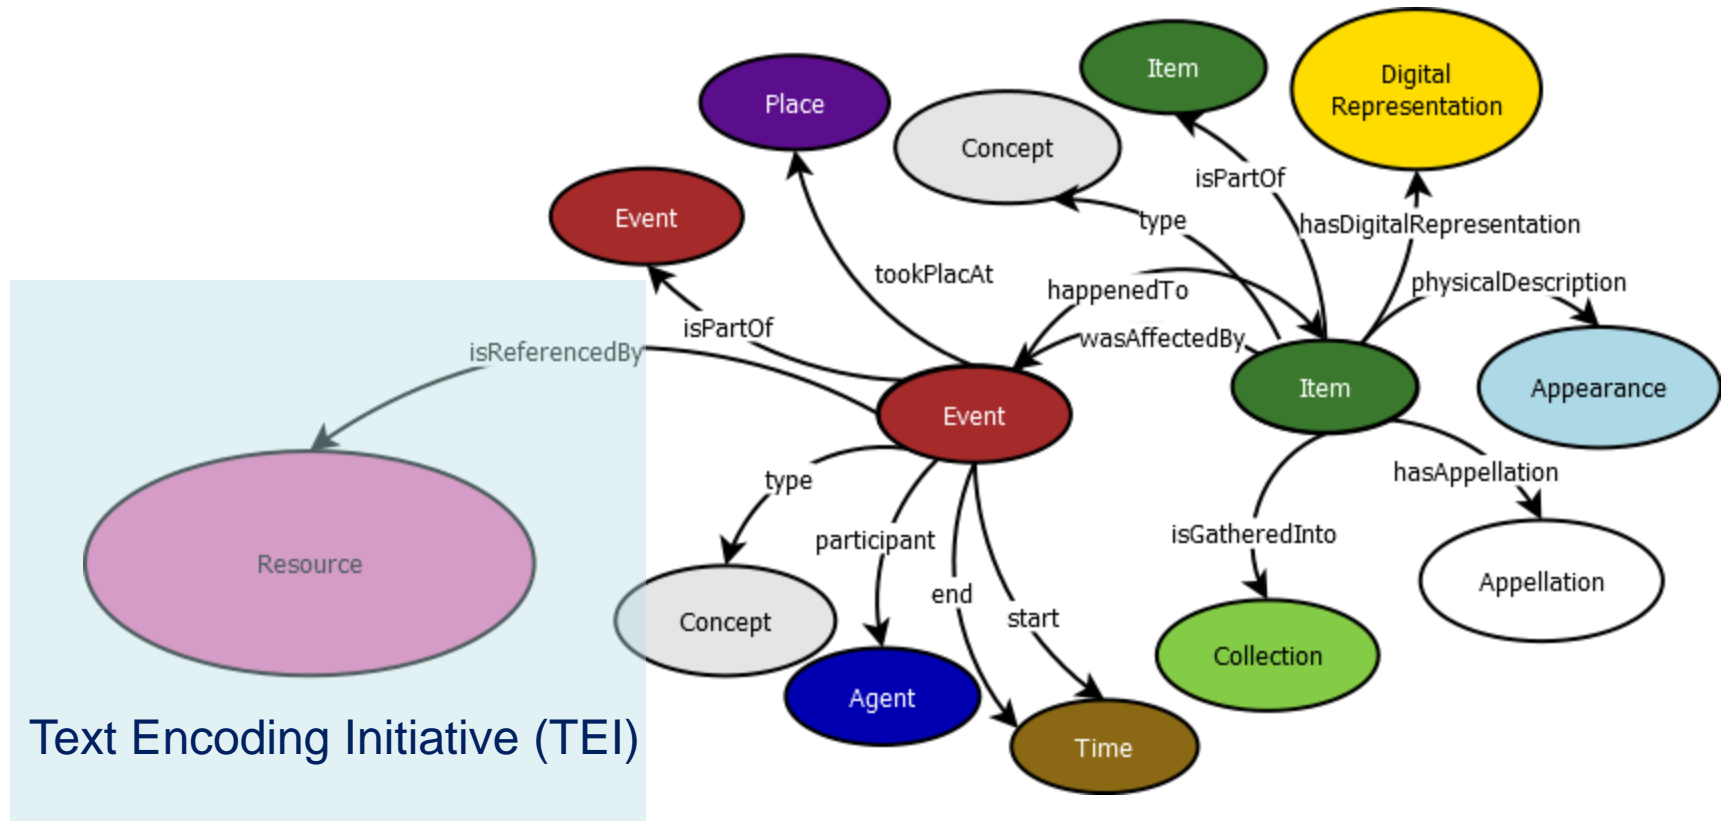 Item
Digital
Representation
Place
Concept
isPartOf
Event
type
hasDigitalRepresentation
tookPlacAt
happenedTo
physicalDescription
isPartOf
wasAffectedBy
isReferencedBy
Item
Appearance
Event
type
hasAppellation
participant
isGatheredInto
Resource
end
start
Appellation
Concept
Collection
Agent
Text Encoding Initiative (TEI)
Time